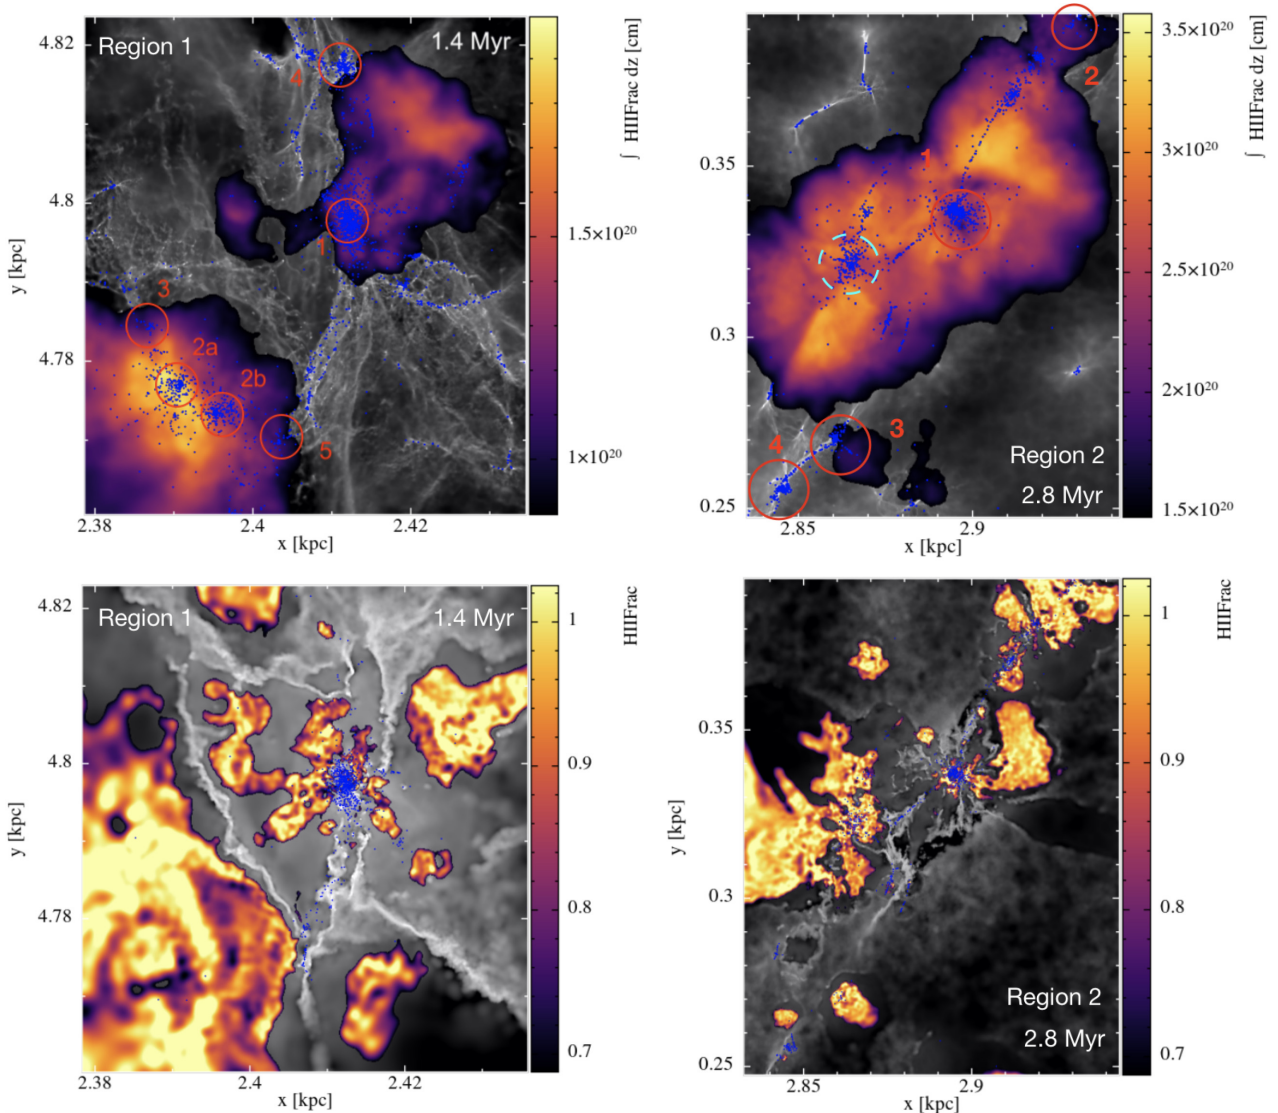 Region 1
1.4 Myr
4.82
4.8
4.78
2.38
2.4
2.42
x [kpc]
y [kpc]
1
2a
2b
3
4
5
1.5×10²⁰
1×10²⁰
∫ HIIFrac dz [cm]
0.35
0.3
0.25
2.85
2.9
x [kpc]
1
2
3
4
Region 2
2.8 Myr
3.5×10²⁰
3×10²⁰
2.5×10²⁰
2×10²⁰
1.5×10²⁰
∫ HIIFrac dz [cm]
Region 1
1.4 Myr
4.82
4.8
4.78
2.38
2.4
2.42
x [kpc]
y [kpc]
1
0.9
0.8
0.7
HIIFrac
0.35
0.3
0.25
2.85
2.9
x [kpc]
y [kpc]
Region 2
2.8 Myr
1
0.9
0.8
0.7
HIIFrac